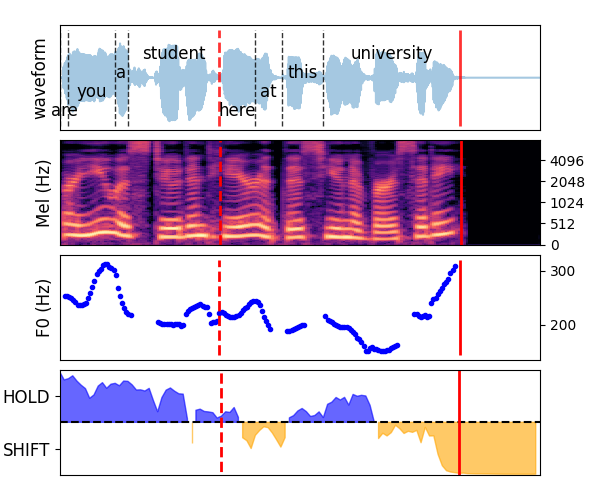 waveform
are
you
a
student
here
at
this
university
Mel (Hz)
4096
2048
1024
512
0
F0 (Hz)
300
200
HOLD
SHIFT